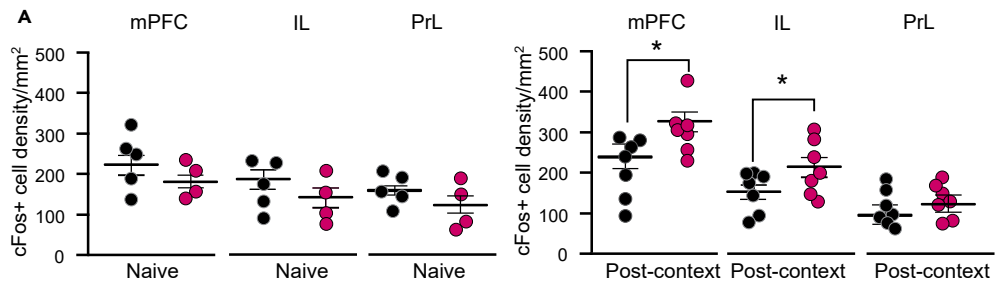 A
mPFC IL PrL
cFos+ cell density/mm²
500
400
300
200
100
0
Naive Naive Naive
mPFC IL PrL
cFos+ cell density/mm²
500
400
300
200
100
0
* *
Post-context Post-context Post-context